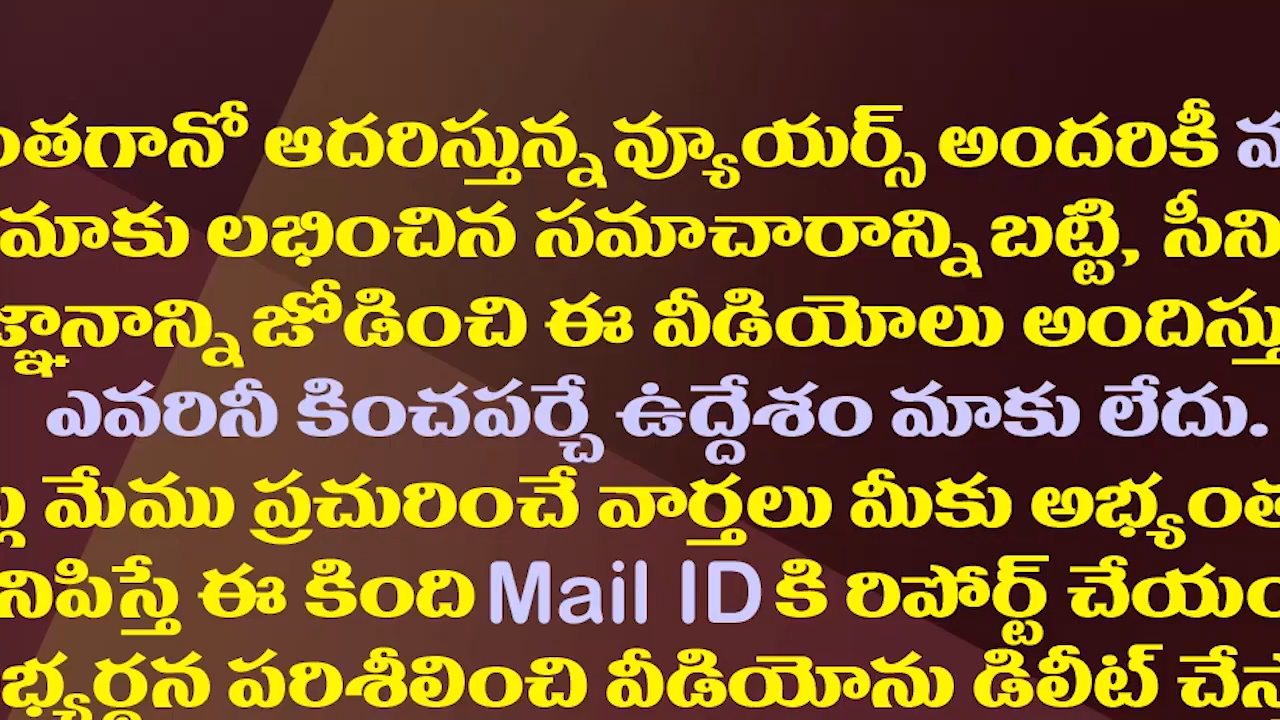 ంతగానో ఆదరిస్తున్న వ్యూయర్స్ అందరికీ
మాకు లభించిన సమాచారాన్ని బట్టి, సీని
జ్ఞానాన్ని జోడించి ఈ వీడియోలు అందిస్తు
ఎవరినీ కించపర్చే ఉద్దేశం మాకు లేదు.
మేము ప్రచురించే వార్తలు మీకు అభ్యంత
నిపిస్తే ఈ కింది Mail ID కి రిపోర్ట్ చేయం
భ్యర్థన పరిశీలించి వీడియోను డిలీట్ చేస